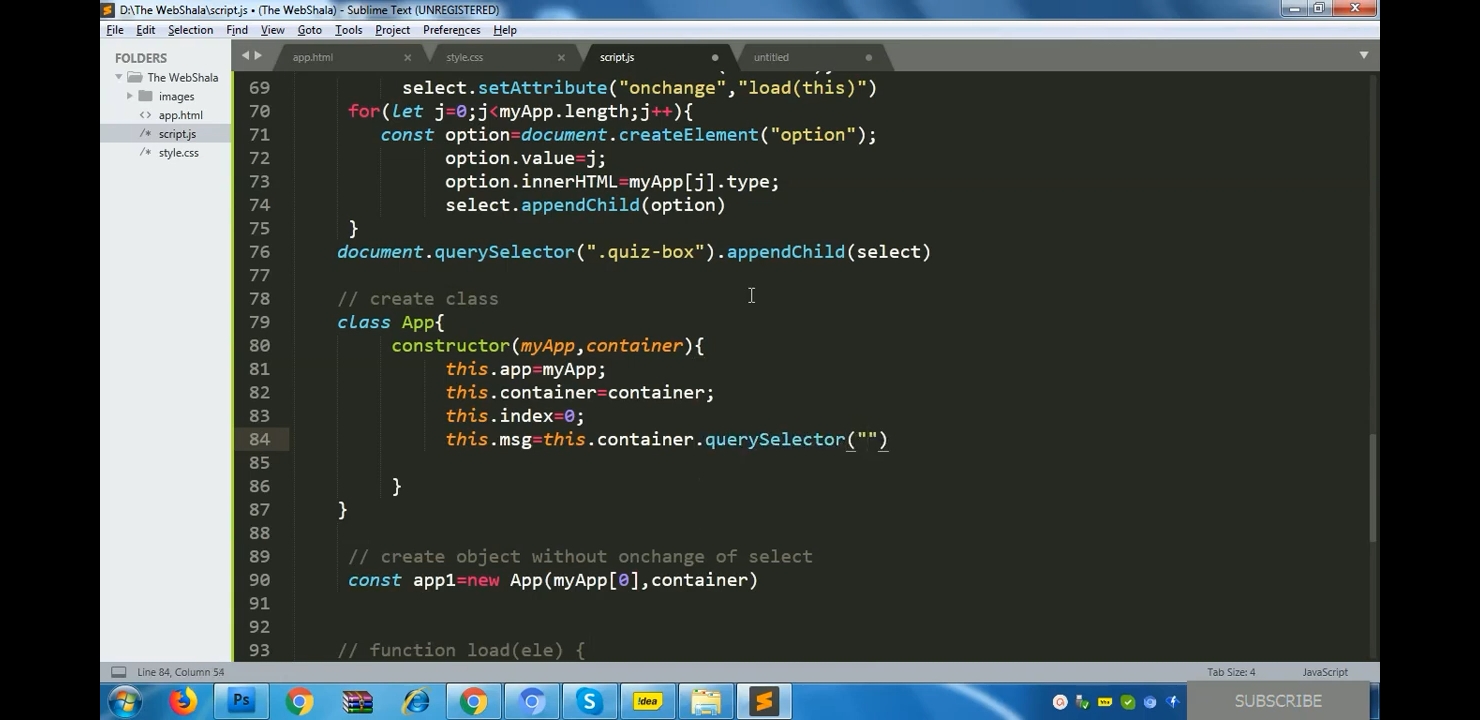 D:\The WebShala\script.js • (The WebShala) - Sublime Text (UNREGISTERED)
File Edit Selection Find View Goto Tools Project Preferences Help
FOLDERS
The WebShala
images
app.html
script.js
style.css
app.html style.css script.js untitled
69 select.setAttribute("onchange","load(this)")
70 for(let j=0;j<myApp.length;j++){
71 const option=document.createElement("option");
72 option.value=j;
73 option.innerHTML=myApp[j].type;
74 select.appendChild(option)
75 }
76 document.querySelector(".quiz-box").appendChild(select)
77
78 // create class
79 class App{
80 constructor(myApp,container){
81 this.app=myApp;
82 this.container=container;
83 this.index=0;
84 this.msg=this.container.querySelector("")
85
86 }
87 }
88
89 // create object without onchange of select
90 const app1=new App(myApp[0],container)
91
92
93 // function load(ele) {
Line 84, Column 54 Tab Size: 4 JavaScript
Ps
!dea
SUBSCRIBE